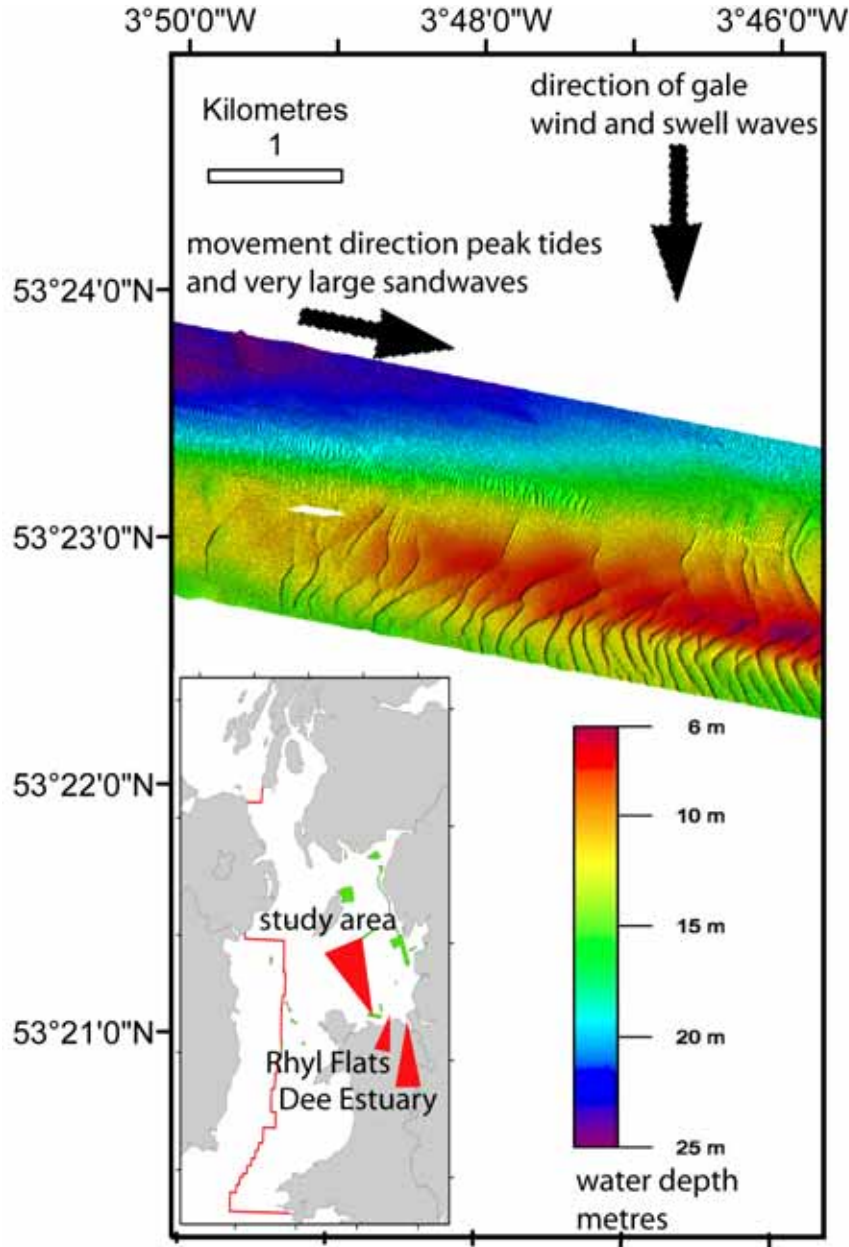 3°50'0"W 3°48'0"W 3°46'0"W
direction of gale
wind and swell waves
Kilometres
1
movement direction peak tides
and very large sandwaves
53°24'0"N
53°23'0"N
53°22'0"N
53°21'0"N
study area
Rhyl Flats
Dee Estuary
6 m
10 m
15 m
20 m
25 m
water depth
metres